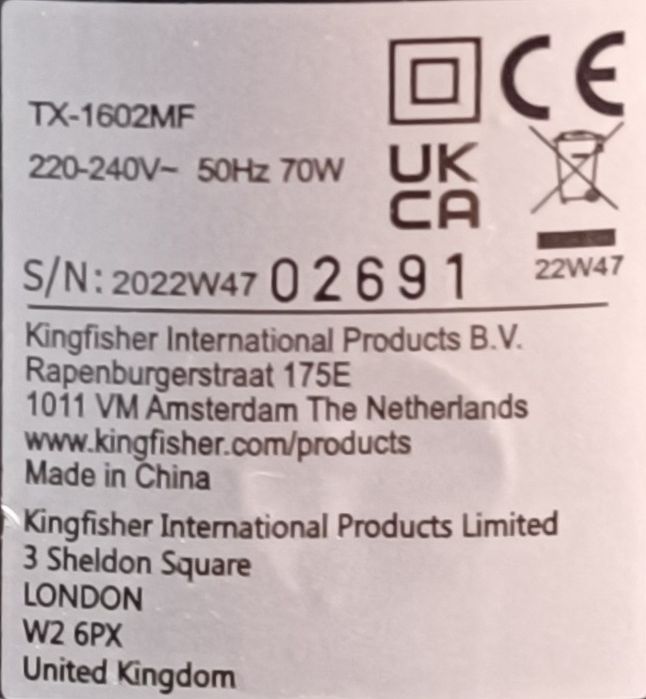 TX-1602MF
220-240V~ 50Hz 70W
CE
UK
CA
S/N: 2022W47 02691
22W47
Kingfisher International Products B.V.
Rapenburgerstraat 175E
1011 VM Amsterdam The Netherlands
www.kingfisher.com/products
Made in China
Kingfisher International Products Limited
3 Sheldon Square
LONDON
W2 6PX
United Kingdom